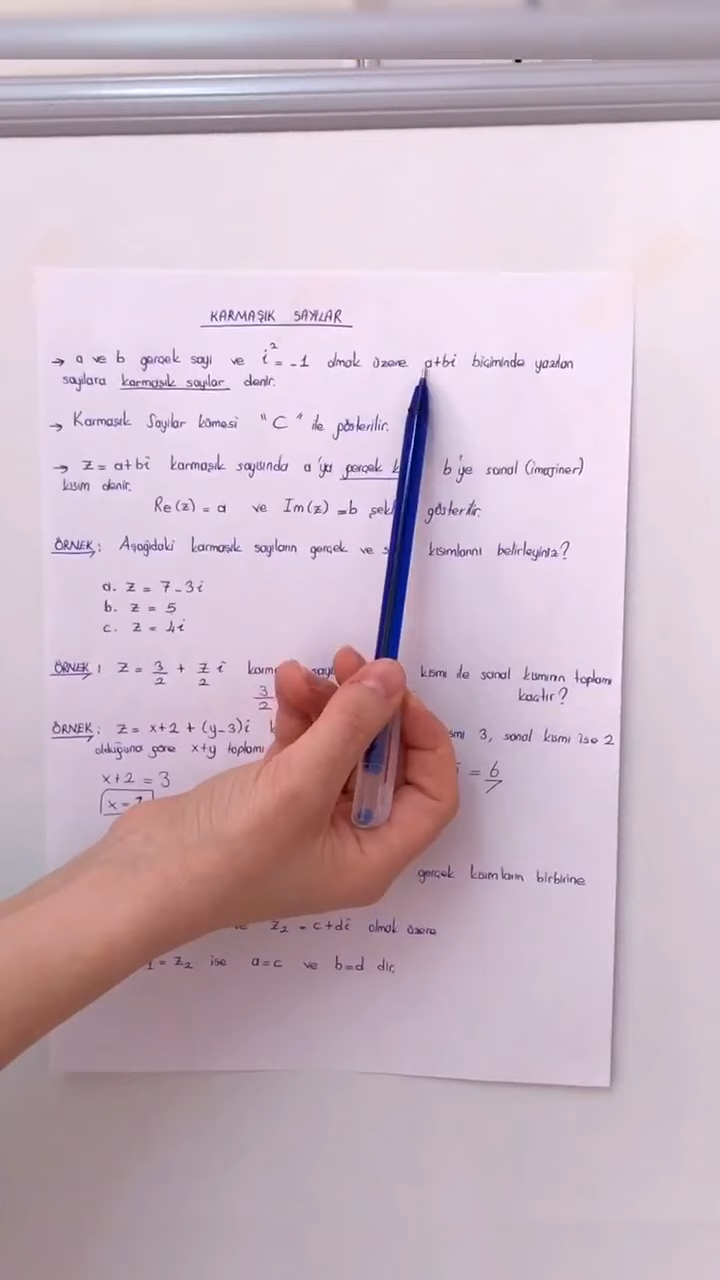 KARMAŞIK SAYILAR
→ a ve b gerçek sayı ve i² = -1 olmak üzere a+bi biçiminde yazılan
sayılara karmaşık sayılar denir.
→ Karmaşık Sayılar kümesi "C" ile gösterilir.
→ z = a+bi karmaşık sayısında a'ya gerçek b'ye sanal (imajiner)
kısım denir.
Re(z) = a ve Im(z) = b gösterilir.
ÖRNEK: Aşağıdaki karmaşık sayıların gerçek ve kısımlarını belirleyiniz?
a. z = 7-3i
b. z = 5
c. z = 4i
ÖRNEK: z = 3/2 + 7/2 i kısmı ile sanal kısmının toplamı
kaçtır?
3/2
ÖRNEK: z = x+2 + (y-3)i 3, sanal kısmı ise 2
olduğuna göre x+y toplamı
x+2 = 3
= 6
gerçek kısımların birbirine
z₂ = c+di olmak üzere
= z₂ ise a=c ve b=d dir.